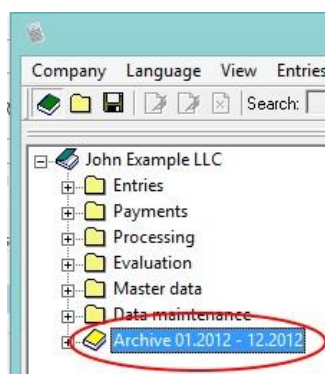 Company Language View Entries
Search:
John Example LLC
Entries
Payments
Processing
Evaluation
Master data
Data maintenance
Archive 01.2012 - 12.2012